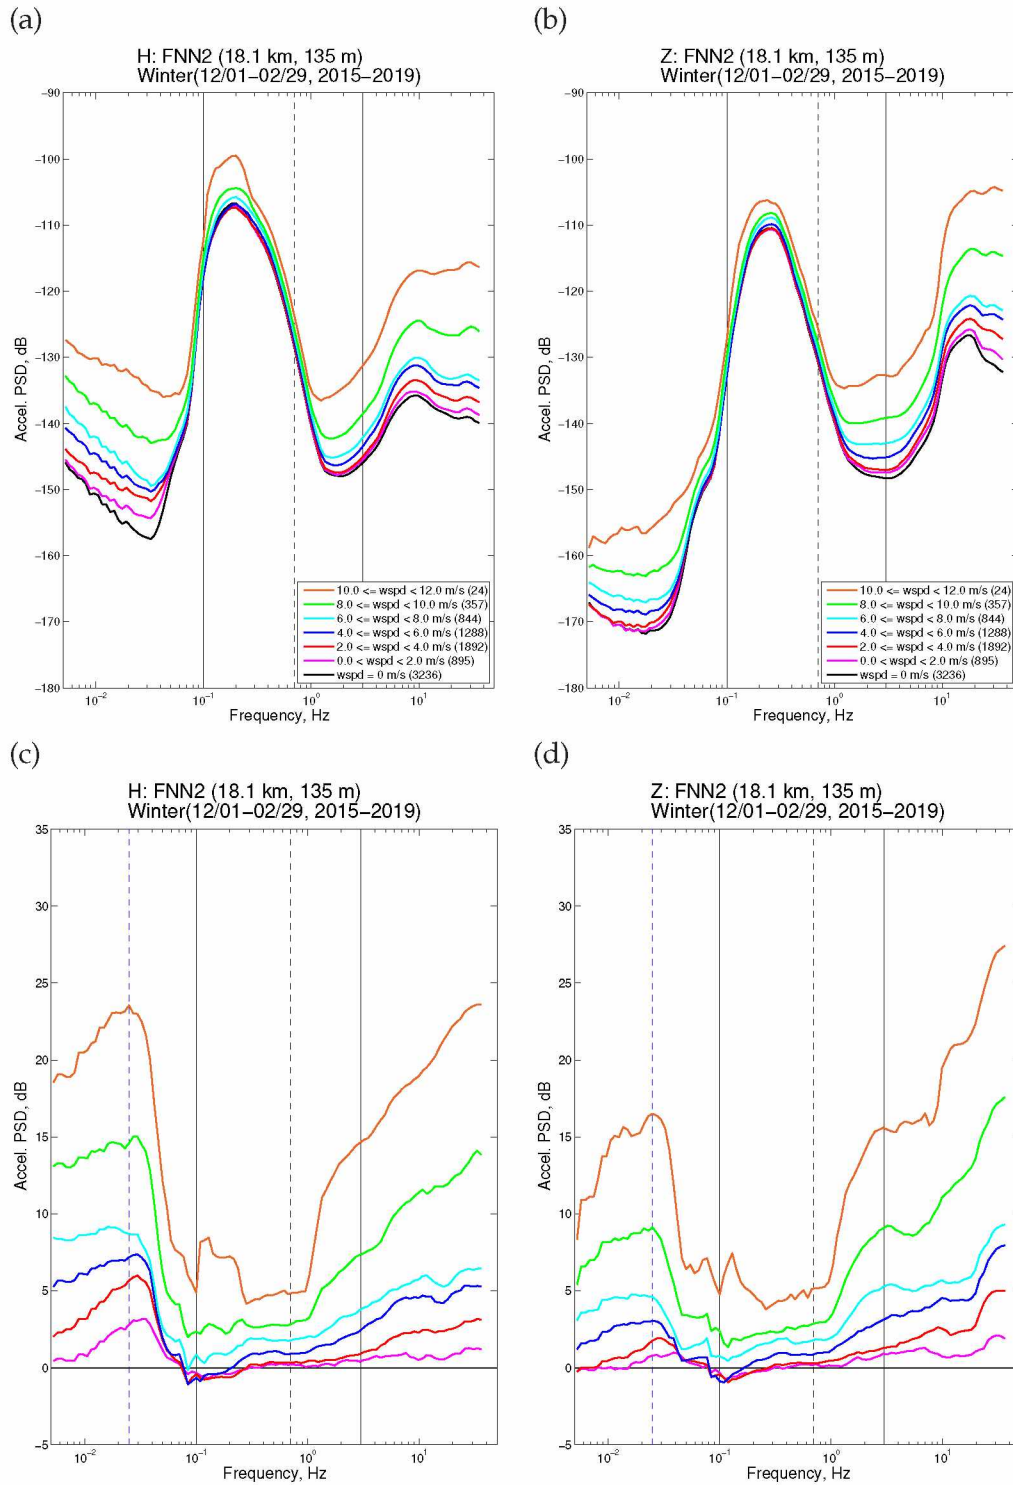 (a)
H: FNN2 (18.1 km, 135 m)
Winter(12/01−02/29, 2015−2019)
Accel. PSD, dB
−90
−100
−110
−120
−130
−140
−150
−160
−170
−180
10.0 <= wspd < 12.0 m/s (24)
8.0 <= wspd < 10.0 m/s (357)
6.0 <= wspd < 8.0 m/s (844)
4.0 <= wspd < 6.0 m/s (1288)
2.0 <= wspd < 4.0 m/s (1892)
0.0 < wspd < 2.0 m/s (895)
wspd = 0 m/s (3236)
10⁻² 10⁻¹ 10⁰ 10¹
Frequency, Hz
(b)
Z: FNN2 (18.1 km, 135 m)
Winter(12/01−02/29, 2015−2019)
Accel. PSD, dB
−90
−100
−110
−120
−130
−140
−150
−160
−170
−180
10.0 <= wspd < 12.0 m/s (24)
8.0 <= wspd < 10.0 m/s (357)
6.0 <= wspd < 8.0 m/s (844)
4.0 <= wspd < 6.0 m/s (1288)
2.0 <= wspd < 4.0 m/s (1892)
0.0 < wspd < 2.0 m/s (895)
wspd = 0 m/s (3236)
10⁻² 10⁻¹ 10⁰ 10¹
Frequency, Hz
(c)
H: FNN2 (18.1 km, 135 m)
Winter(12/01−02/29, 2015−2019)
Accel. PSD, dB
35
30
25
20
15
10
5
0
−5
10⁻² 10⁻¹ 10⁰ 10¹
Frequency, Hz
(d)
Z: FNN2 (18.1 km, 135 m)
Winter(12/01−02/29, 2015−2019)
Accel. PSD, dB
35
30
25
20
15
10
5
0
−5
10⁻² 10⁻¹ 10⁰ 10¹
Frequency, Hz